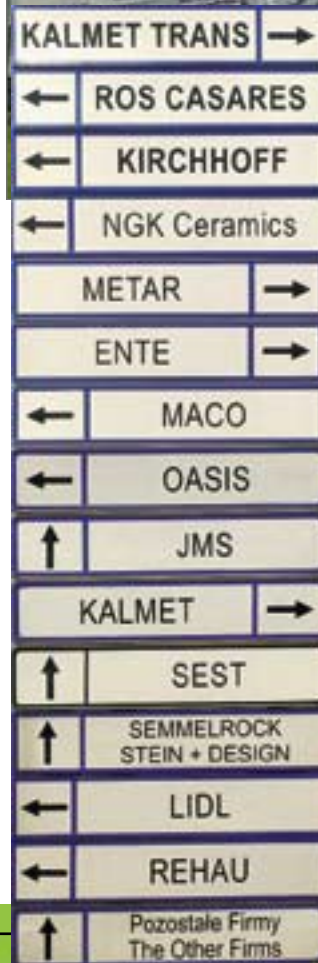 KALMET TRANS →
← ROS CASARES
← KIRCHHOFF
← NGK Ceramics
METAR →
ENTE →
← MACO
← OASIS
↑ JMS
KALMET →
↑ SEST
↑ SEMMELROCK
STEIN + DESIGN
← LIDL
← REHAU
↑ Pozostałe Firmy
The Other Firms